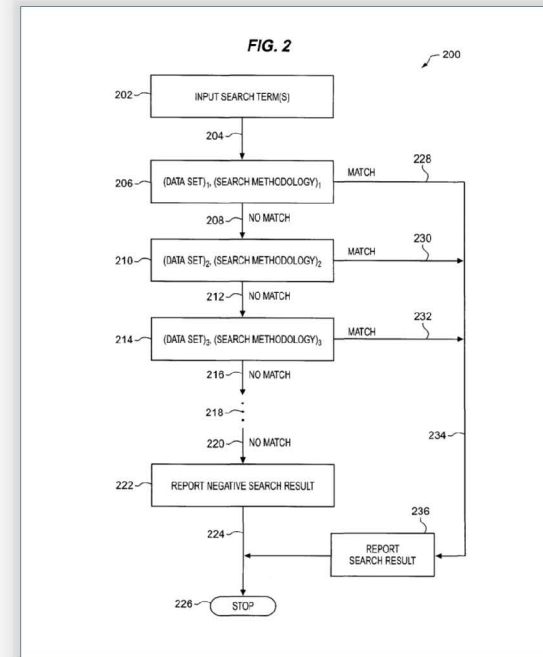 FIG. 2
200
202
INPUT SEARCH TERM(S)
204
206
(DATA SET)₁, (SEARCH METHODOLOGY)₁
MATCH
228
208
NO MATCH
210
(DATA SET)₂, (SEARCH METHODOLOGY)₂
MATCH
230
212
NO MATCH
214
(DATA SET)₃, (SEARCH METHODOLOGY)₃
MATCH
232
216
NO MATCH
218
234
220
NO MATCH
222
REPORT NEGATIVE SEARCH RESULT
224
236
REPORT
SEARCH RESULT
226
STOP